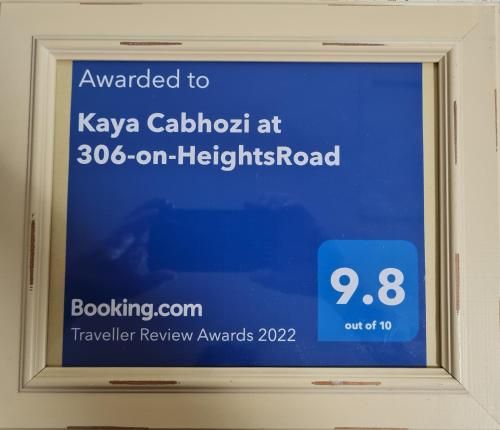 Awarded to
Kaya Cabhozi at
306-on-HeightsRoad
9.8
out of 10
Booking.com
Traveller Review Awards 2022